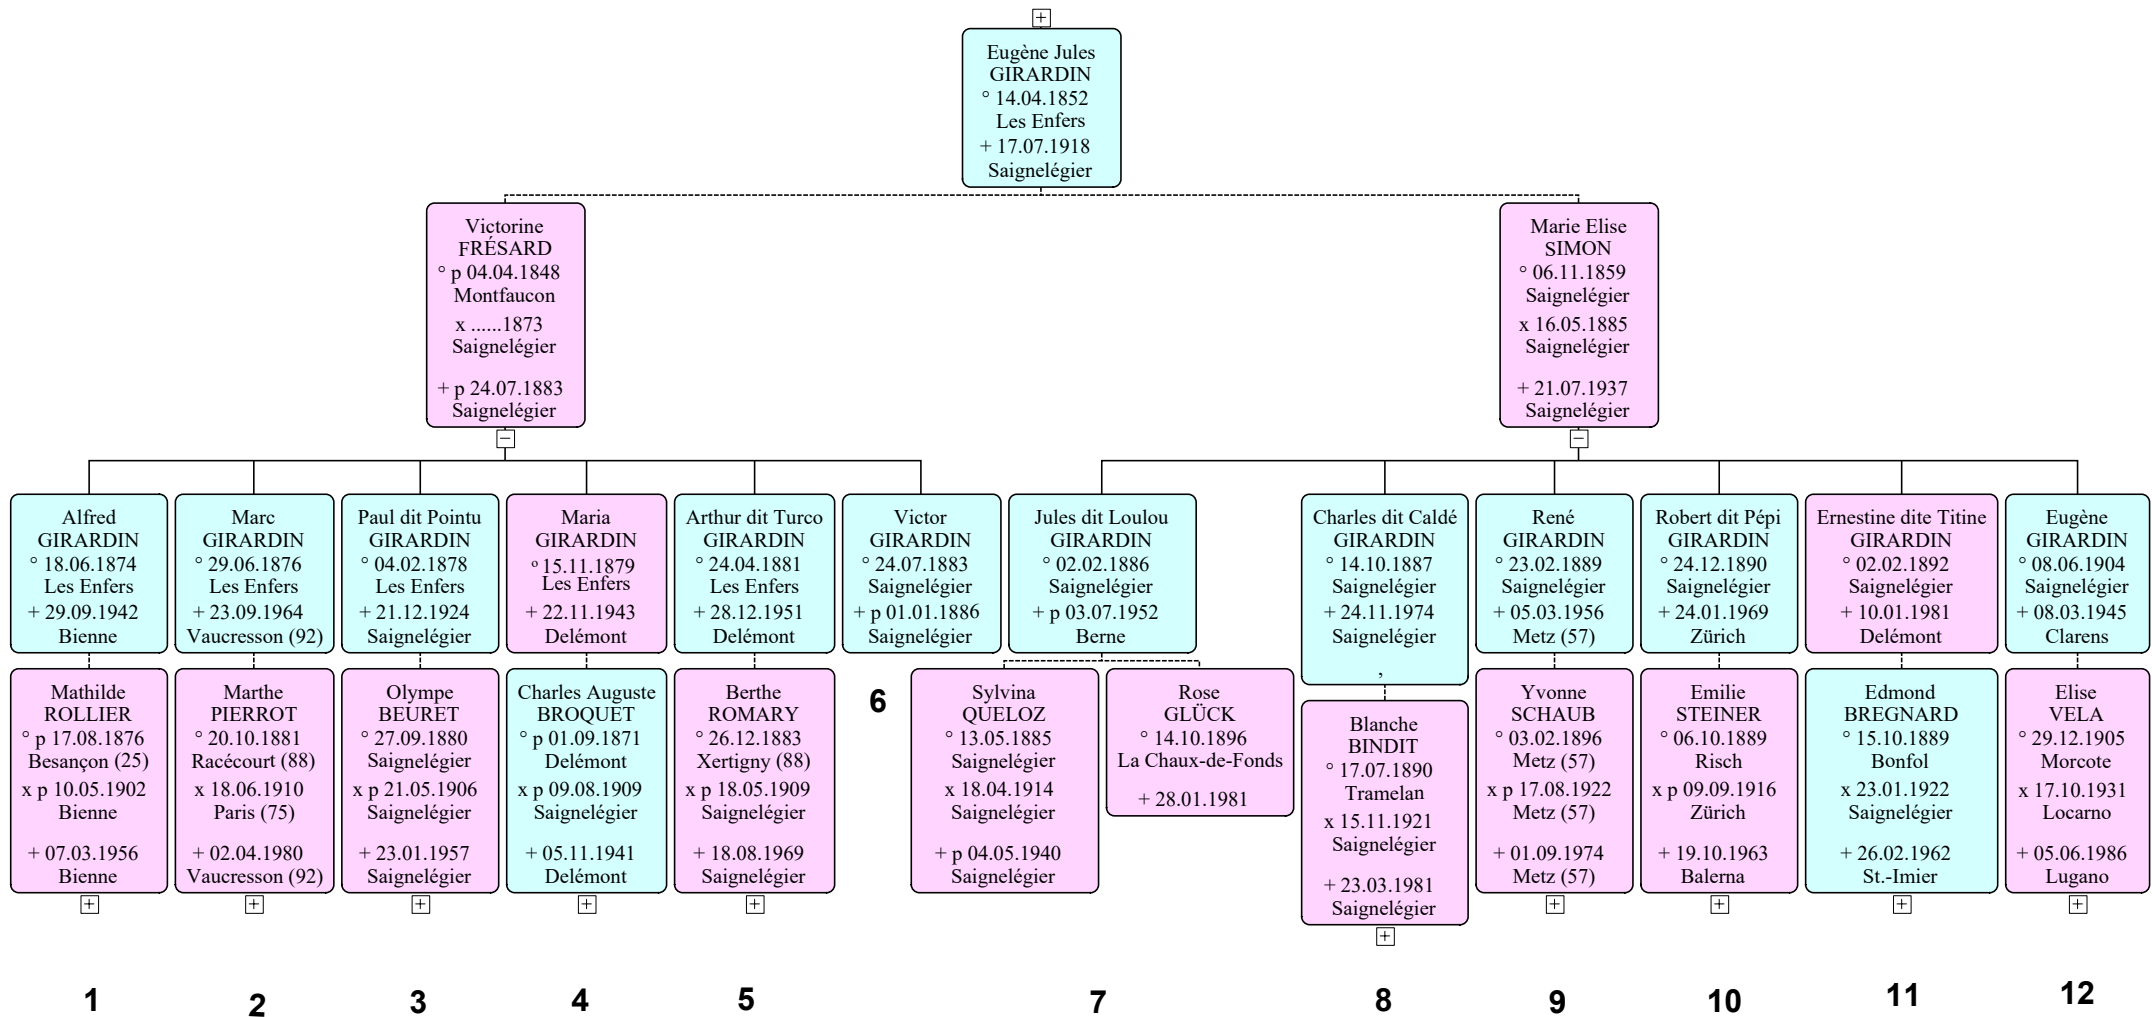 Eugène Jules
GIRARDIN
° 14.04.1852
Les Enfers
+ 17.07.1918
Saignelégier
Victorine
FRÉSARD
° p 04.04.1848
Montfaucon
x ......1873
Saignelégier
+ p 24.07.1883
Saignelégier
Marie Elise
SIMON
° 06.11.1859
Saignelégier
x 16.05.1885
Saignelégier
+ 21.07.1937
Saignelégier
Alfred
GIRARDIN
° 18.06.1874
Les Enfers
+ 29.09.1942
Bienne
Marc
GIRARDIN
° 29.06.1876
Les Enfers
+ 23.09.1964
Vaucresson (92)
Paul dit Pointu
GIRARDIN
° 04.02.1878
Les Enfers
+ 21.12.1924
Saignelégier
Maria
GIRARDIN
° 15.11.1879
Les Enfers
+ 22.11.1943
Delémont
Arthur dit Turco
GIRARDIN
° 24.04.1881
Les Enfers
+ 28.12.1951
Delémont
Victor
GIRARDIN
° 24.07.1883
Saignelégier
+ p 01.01.1886
Saignelégier
Jules dit Loulou
GIRARDIN
° 02.02.1886
Saignelégier
+ p 03.07.1952
Berne
Charles dit Caldé
GIRARDIN
° 14.10.1887
Saignelégier
+ 24.11.1974
Saignelégier
,
René
GIRARDIN
° 23.02.1889
Saignelégier
+ 05.03.1956
Metz (57)
Robert dit Pépi
GIRARDIN
° 24.12.1890
Saignelégier
+ 24.01.1969
Zürich
Ernestine dite Titine
GIRARDIN
° 02.02.1892
Saignelégier
+ 10.01.1981
Delémont
Eugène
GIRARDIN
° 08.06.1904
Saignelégier
+ 08.03.1945
Clarens
Mathilde
ROLLIER
° p 17.08.1876
Besançon (25)
x p 10.05.1902
Bienne
+ 07.03.1956
Bienne
Marthe
PIERROT
° 20.10.1881
Racécourt (88)
x 18.06.1910
Paris (75)
+ 02.04.1980
Vaucresson (92)
Olympe
BEURET
° 27.09.1880
Saignelégier
x p 21.05.1906
Saignelégier
+ 23.01.1957
Saignelégier
Charles Auguste
BROQUET
° p 01.09.1871
Delémont
x p 09.08.1909
Saignelégier
+ 05.11.1941
Delémont
Berthe
ROMARY
° 26.12.1883
Xertigny (88)
x p 18.05.1909
Saignelégier
+ 18.08.1969
Saignelégier
6
Sylvina
QUELOZ
° 13.05.1885
Saignelégier
x 18.04.1914
Saignelégier
+ p 04.05.1940
Saignelégier
Rose
GLÜCK
° 14.10.1896
La Chaux-de-Fonds
+ 28.01.1981
Blanche
BINDIT
° 17.07.1890
Tramelan
x 15.11.1921
Saignelégier
+ 23.03.1981
Saignelégier
Yvonne
SCHAUB
° 03.02.1896
Metz (57)
x p 17.08.1922
Metz (57)
+ 01.09.1974
Metz (57)
Emilie
STEINER
° 06.10.1889
Risch
x p 09.09.1916
Zürich
+ 19.10.1963
Balerna
Edmond
BREGNARD
° 15.10.1889
Bonfol
x 23.01.1922
Saignelégier
+ 26.02.1962
St.-Imier
Elise
VELA
° 29.12.1905
Morcote
x 17.10.1931
Locarno
+ 05.06.1986
Lugano
1
2
3
4
5
7
8
9
10
11
12